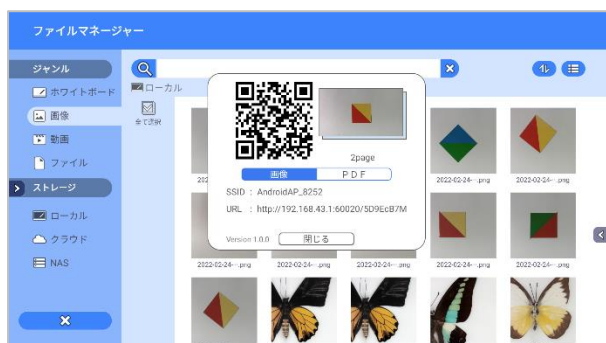 ファイルマネージャー
ジャンル
ホワイトボード
画像
動画
ファイル
ストレージ
ローカル
クラウド
NAS
ローカル
全て選択
2page
画像
PDF
SSID : AndroidAP_8252
URL : http://192.168.43.1:60020/5D9EcB7M
Version 1.0.0
閉じる
2022-02-24-...png
2022-02-24-...png
2022-02-24-...png
2022-02-24-...png
2022-02-24-...png
2022-02-24-...png
2022-02-24-...png